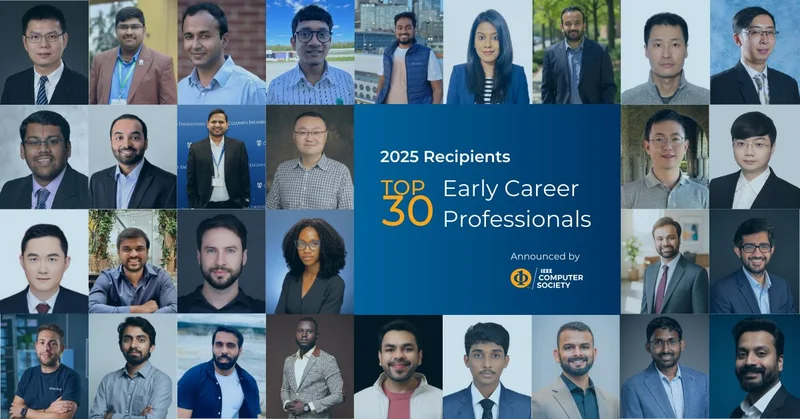 2025 Recipients
TOP
30
Early Career
Professionals
Announced by
IEEE
COMPUTER
SOCIETY